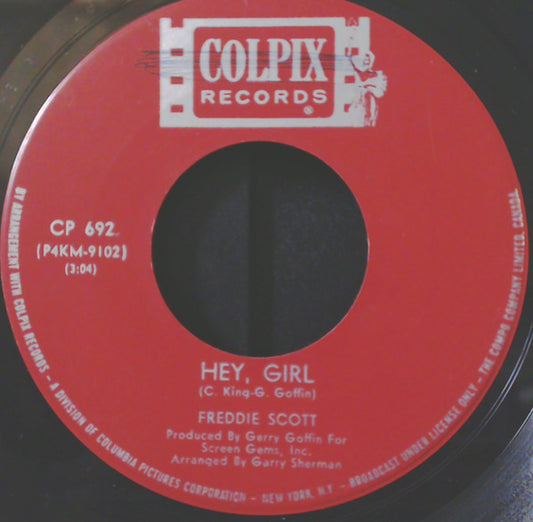 COLPIX
RECORDS
®
CP 692
(P4KM-9102)
(3:04)
HEY, GIRL
(C. King-G. Goffin)
FREDDIE SCOTT
Produced By Gerry Goffin For
Screen Gems, Inc.
Arranged By Garry Sherman
BY ARRANGEMENT WITH COLPIX RECORDS - A DIVISION OF COLUMBIA PICTURES CORPORATION - NEW YORK, N.Y. - BROADCAST UNDER LICENSE ONLY - THE COMPO COMPANY LIMITED, CANADA.